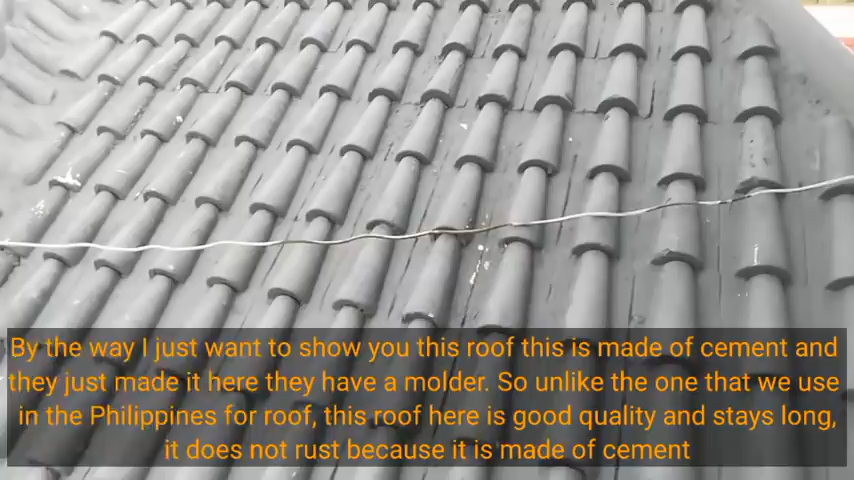 By the way I just want to show you this roof this is made of cement and
they just made it here they have a molder. So unlike the one that we use
in the Philippines for roof, this roof here is good quality and stays long,
it does not rust because it is made of cement